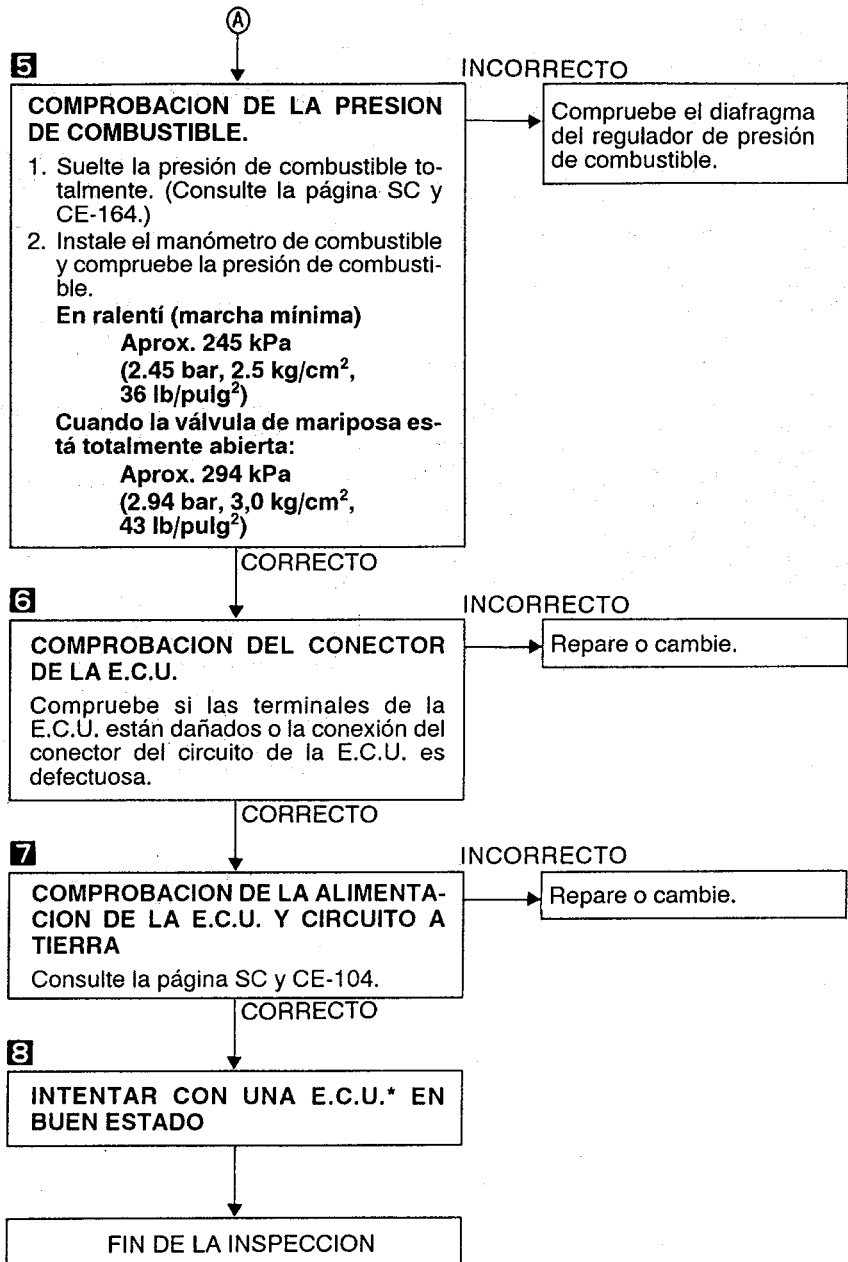 A
5
INCORRECTO
COMPROBACION DE LA PRESION
DE COMBUSTIBLE.
1. Suelte la presión de combustible to-
talmente. (Consulte la página SC y
CE-164.)
2. Instale el manómetro de combustible
y compruebe la presión de combusti-
ble.
En ralentí (marcha mínima)
Aprox. 245 kPa
(2.45 bar, 2.5 kg/cm²,
36 lb/pulg²)
Cuando la válvula de mariposa es-
tá totalmente abierta:
Aprox. 294 kPa
(2.94 bar, 3,0 kg/cm²,
43 lb/pulg²)
Compruebe el diafragma
del regulador de presión
de combustible.
CORRECTO
6
INCORRECTO
COMPROBACION DEL CONECTOR
DE LA E.C.U.
Compruebe si las terminales de la
E.C.U. están dañados o la conexión del
conector del circuito de la E.C.U. es
defectuosa.
Repare o cambie.
CORRECTO
7
INCORRECTO
COMPROBACION DE LA ALIMENTA-
CION DE LA E.C.U. Y CIRCUITO A
TIERRA
Consulte la página SC y CE-104.
Repare o cambie.
CORRECTO
8
INTENTAR CON UNA E.C.U.* EN
BUEN ESTADO
FIN DE LA INSPECCION